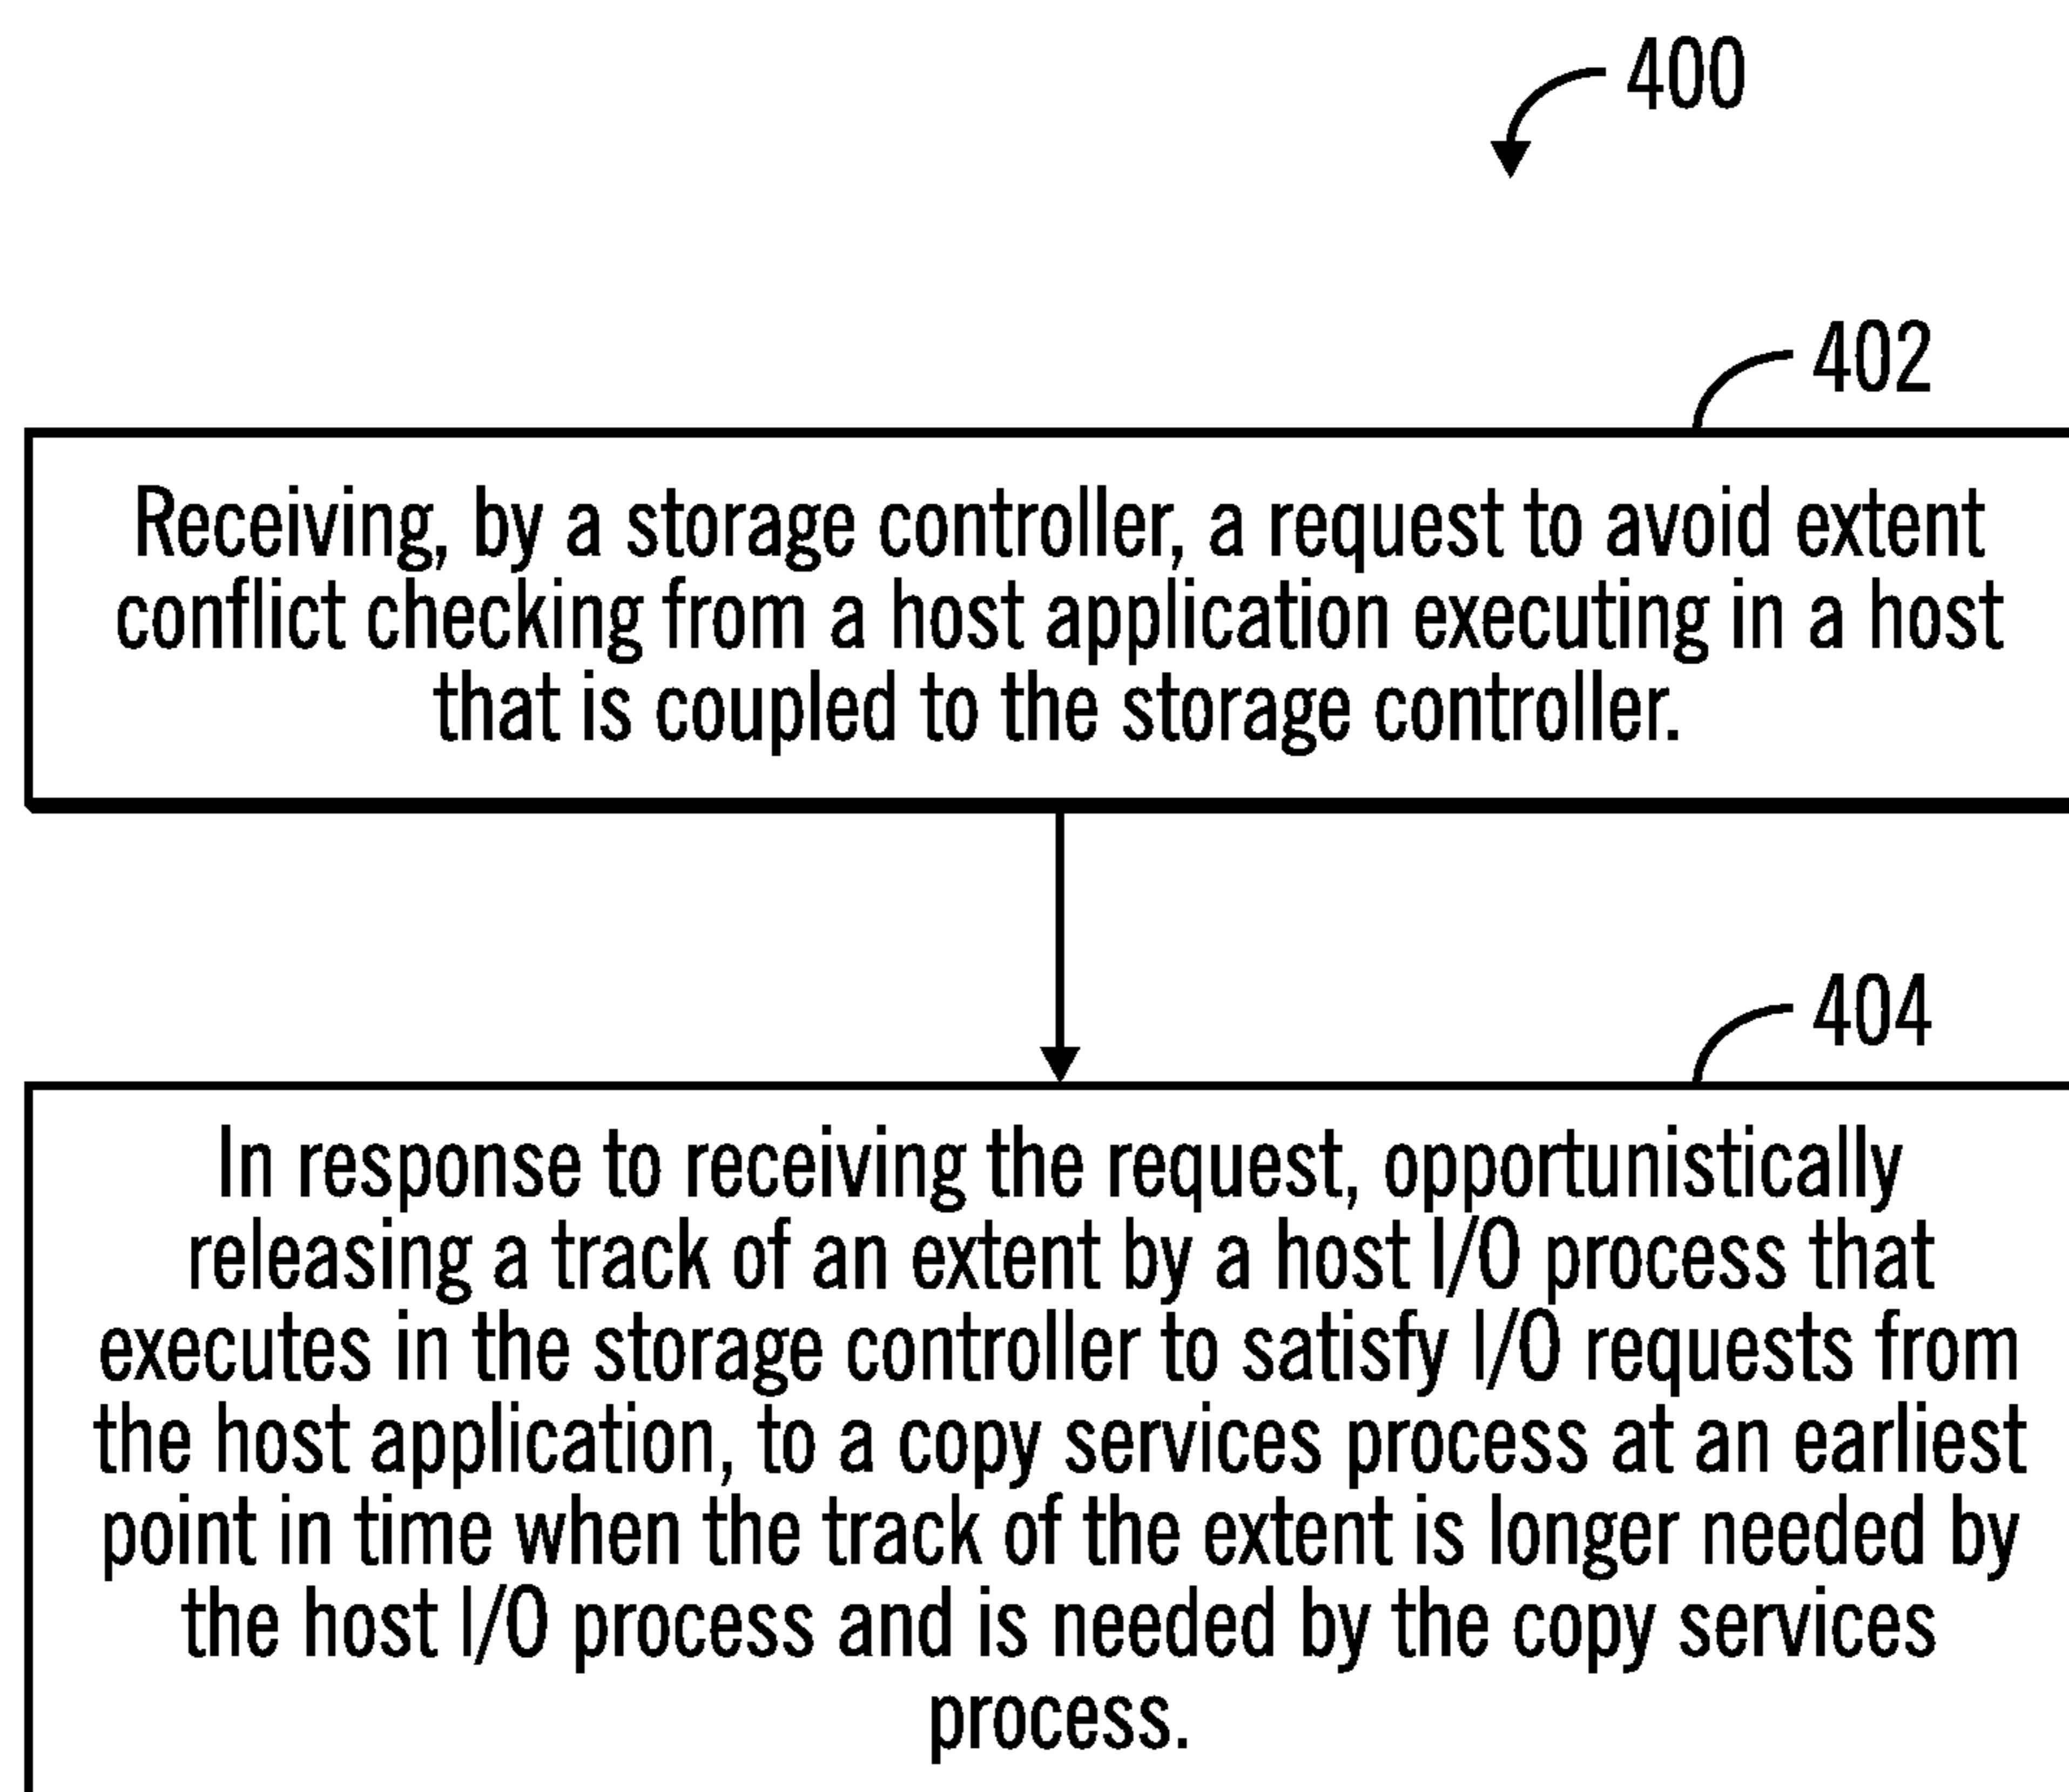 400
402
Receiving, by a storage controller, a request to avoid extent
conflict checking from a host application executing in a host
that is coupled to the storage controller.
404
In response to receiving the request, opportunistically
releasing a track of an extent by a host I/O process that
executes in the storage controller to satisfy I/O requests from
the host application, to a copy services process at an earliest
point in time when the track of the extent is longer needed by
the host I/O process and is needed by the copy services
process.